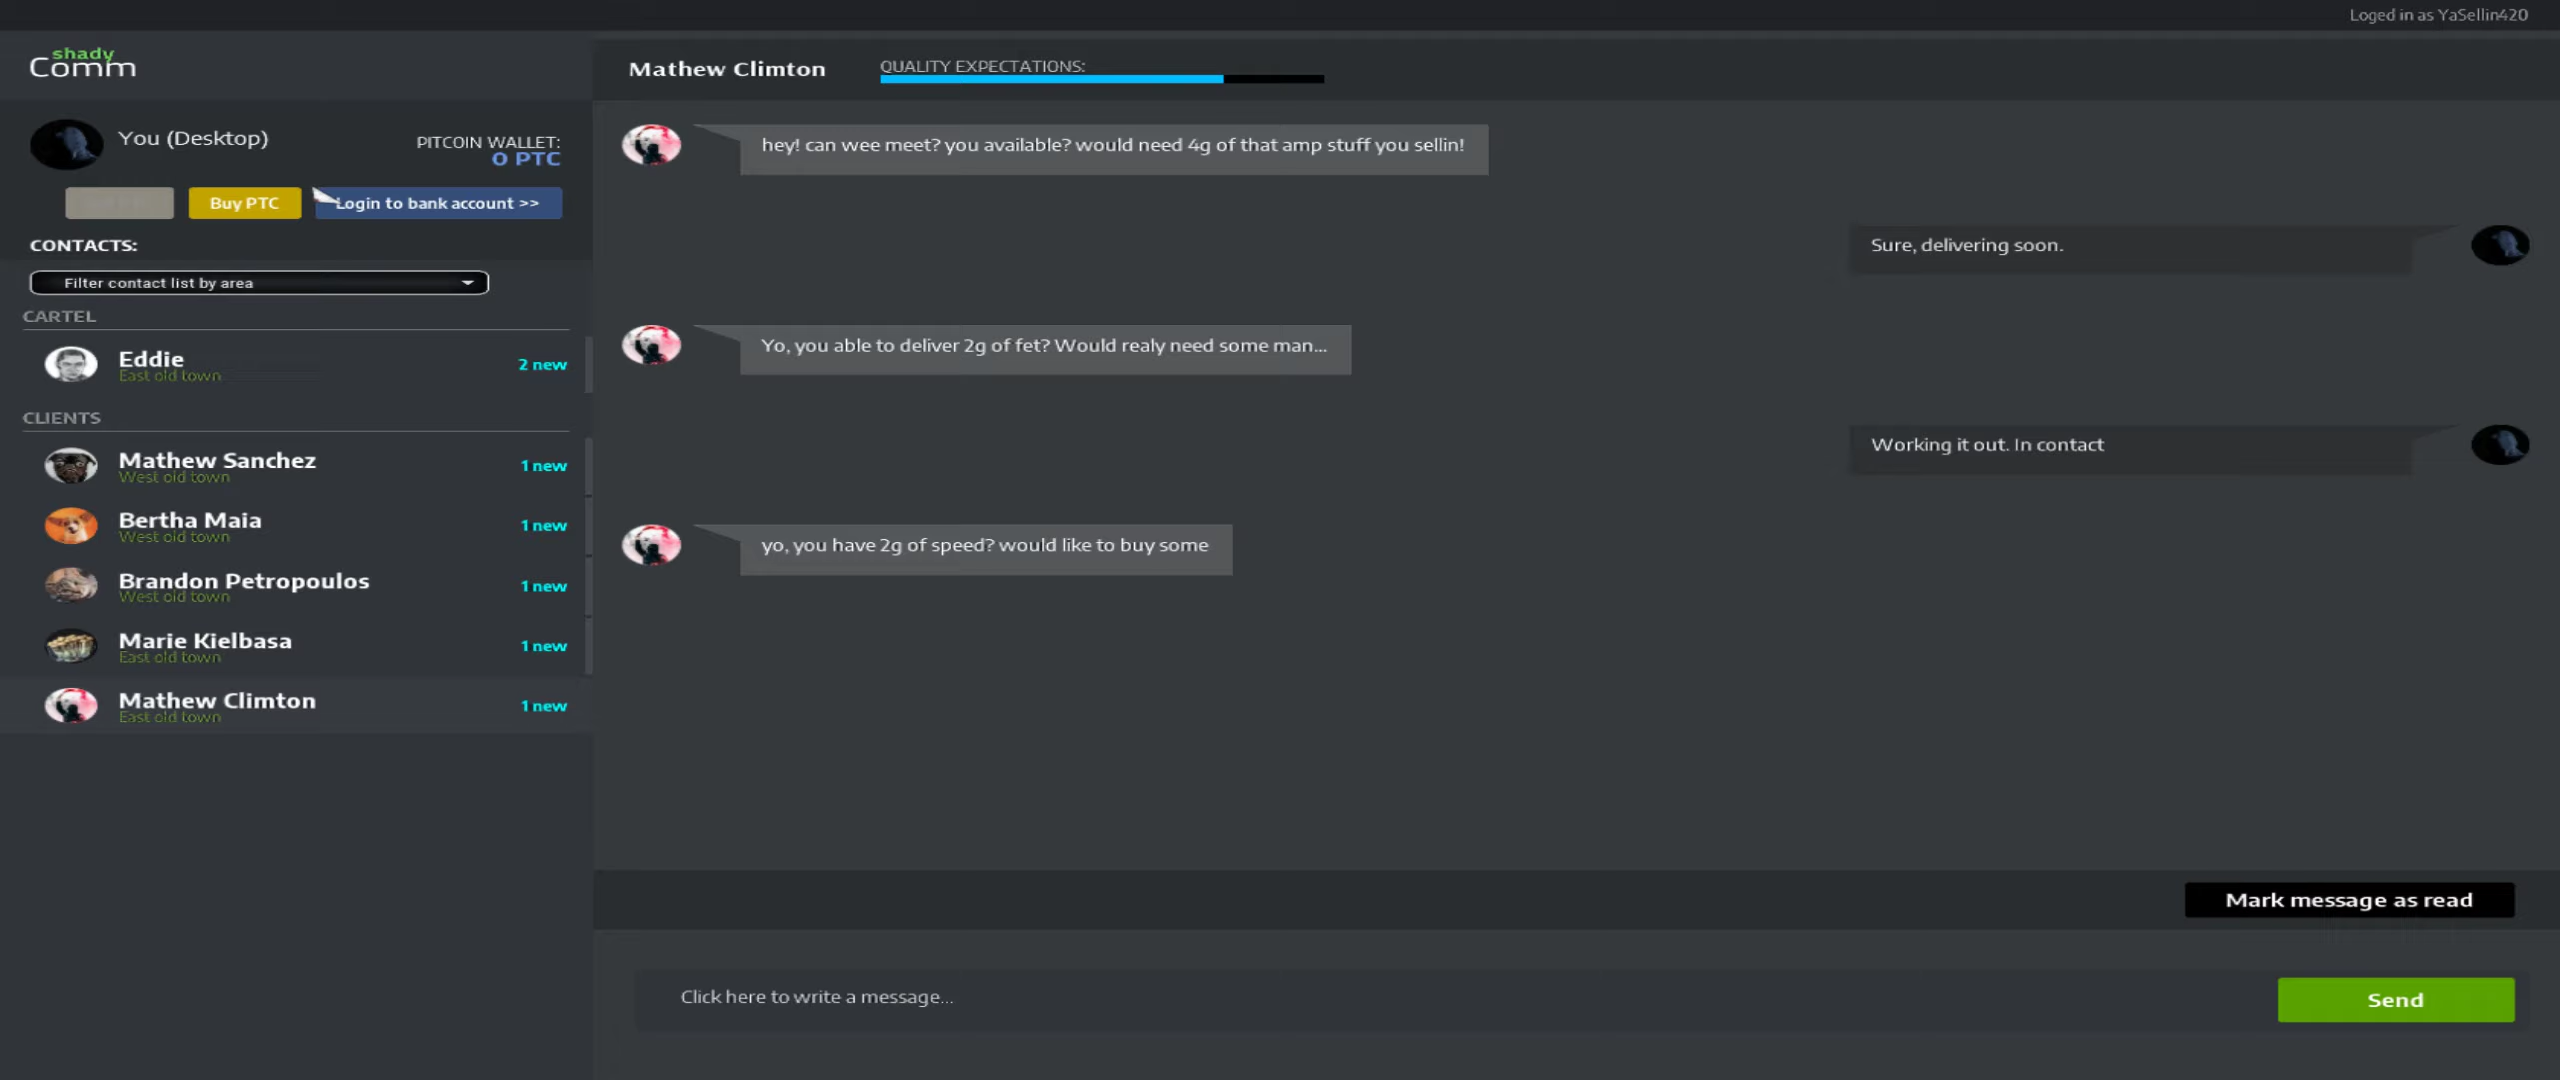 Loged in as YaSellin420
shady
Comm
You (Desktop)
PITCOIN WALLET:
0 PTC
Buy PTC
Login to bank account >>
CONTACTS:
Filter contact list by area
CARTEL
Eddie
2 new
East old town
CLIENTS
Mathew Sanchez
1 new
West old town
Bertha Maia
1 new
West old town
Brandon Petropoulos
1 new
West old town
Marie Kielbasa
1 new
East old town
Mathew Climton
1 new
East old town
Mathew Climton
QUALITY EXPECTATIONS:
hey! can wee meet? you available? would need 4g of that amp stuff you sellin!
Sure, delivering soon.
Yo, you able to deliver 2g of fet? Would realy need some man...
Working it out. In contact
yo, you have 2g of speed? would like to buy some
Mark message as read
Click here to write a message...
Send